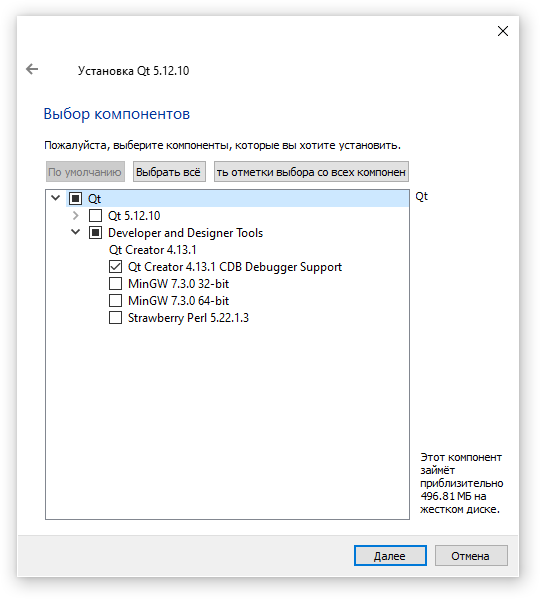 Установка Qt 5.12.10
Выбор компонентов
Пожалуйста, выберите компоненты, которые вы хотите установить.
По умолчанию
Выбрать всё
ть отметки выбора со всех компонен
Qt
Qt
Qt 5.12.10
Developer and Designer Tools
Qt Creator 4.13.1
Qt Creator 4.13.1 CDB Debugger Support
MinGW 7.3.0 32-bit
MinGW 7.3.0 64-bit
Strawberry Perl 5.22.1.3
Этот компонент
займёт
приблизительно
496.81 МБ на
жестком диске.
Далее
Отмена